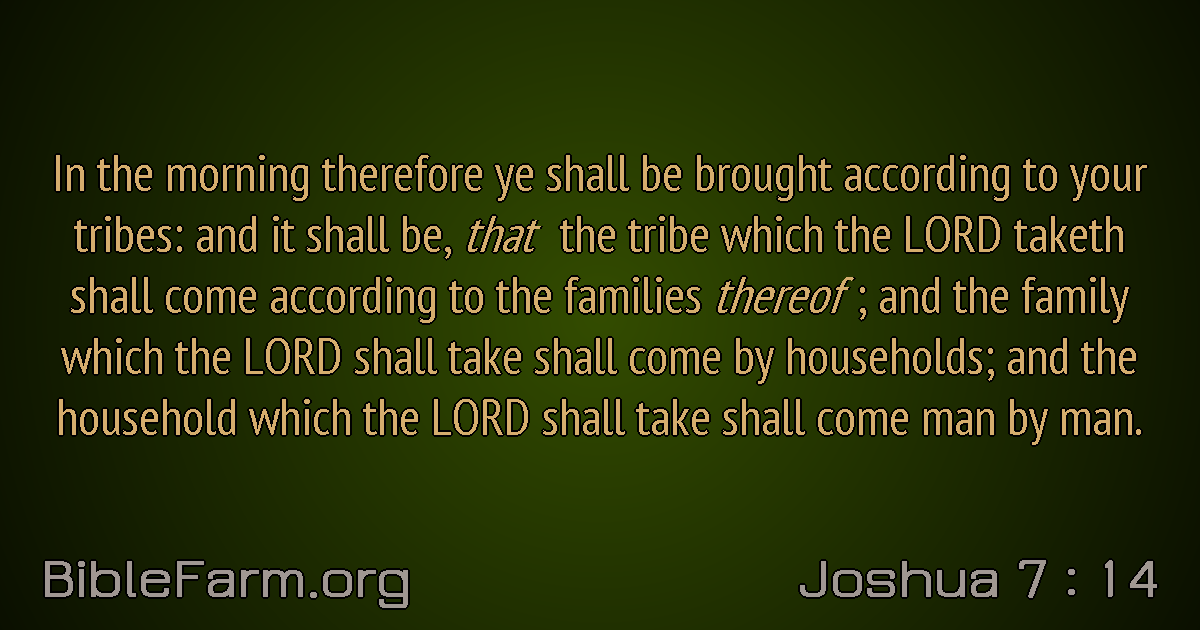 In the morning therefore ye shall be brought according to your
tribes: and it shall be, that the tribe which the LORD taketh
shall come according to the families thereof ; and the family
which the LORD shall take shall come by households; and the
household which the LORD shall take shall come man by man.
BibleFarm.org
Joshua 7 : 14